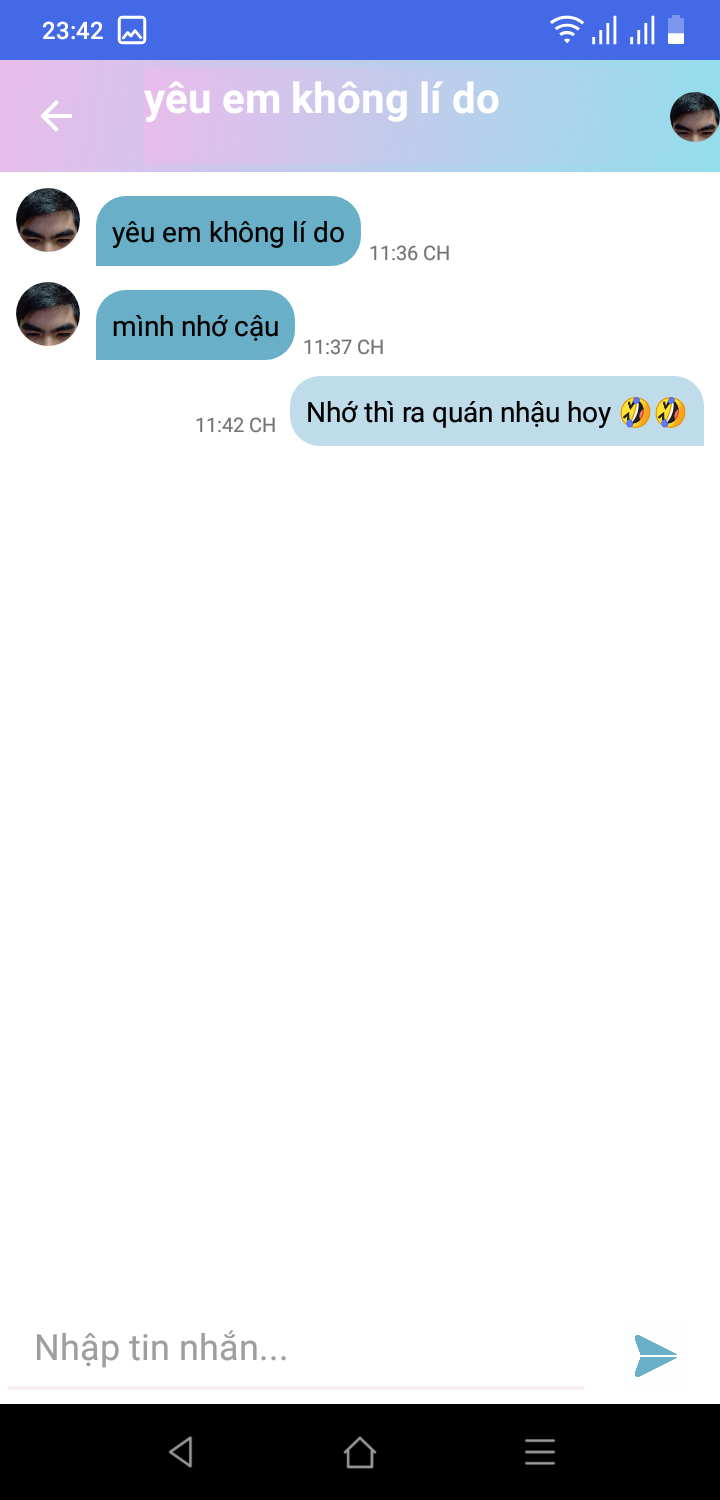 23:42
yêu em không lí do
yêu em không lí do
11:36 CH
mình nhớ cậu
11:37 CH
11:42 CH
Nhớ thì ra quán nhậu hoy 🤣🤣
Nhập tin nhắn...